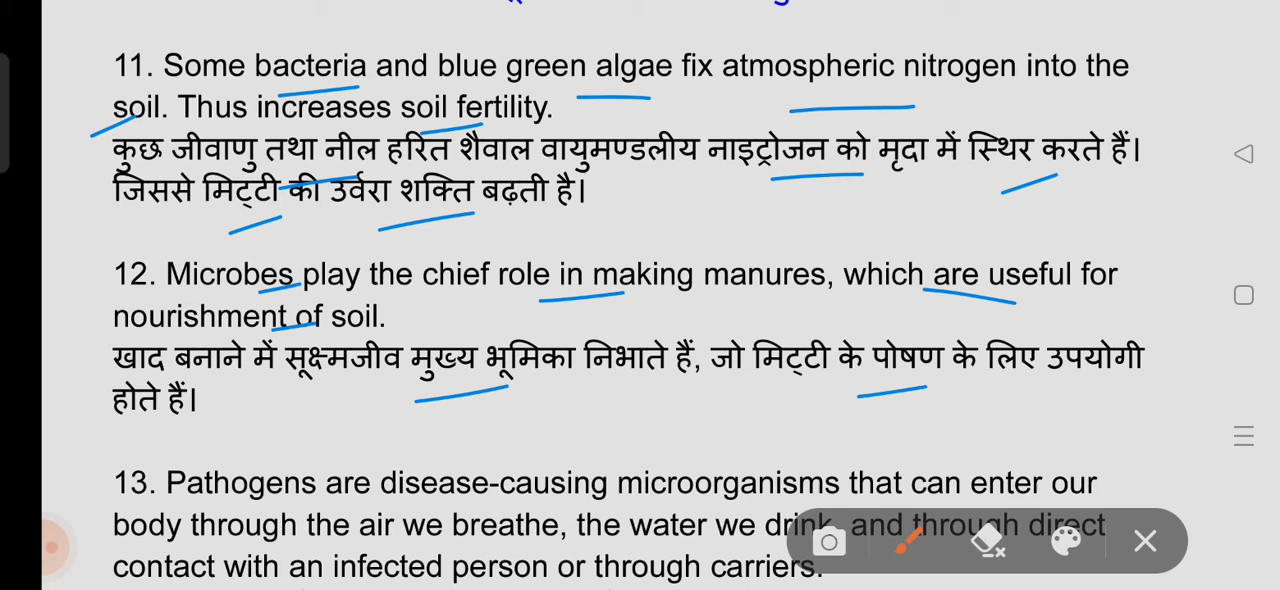 11. Some bacteria and blue green algae fix atmospheric nitrogen into the
soil. Thus increases soil fertility.
कुछ जीवाणु तथा नील हरित शैवाल वायुमण्डलीय नाइट्रोजन को मृदा में स्थिर करते हैं।
जिससे मिट्टी की उर्वरा शक्ति बढ़ती है।
12. Microbes play the chief role in making manures, which are useful for
nourishment of soil.
खाद बनाने में सूक्ष्मजीव मुख्य भूमिका निभाते हैं, जो मिट्टी के पोषण के लिए उपयोगी
होते हैं।
13. Pathogens are disease-causing microorganisms that can enter our
body through the air we breathe, the water we drink, and through direct
contact with an infected person or through carriers.